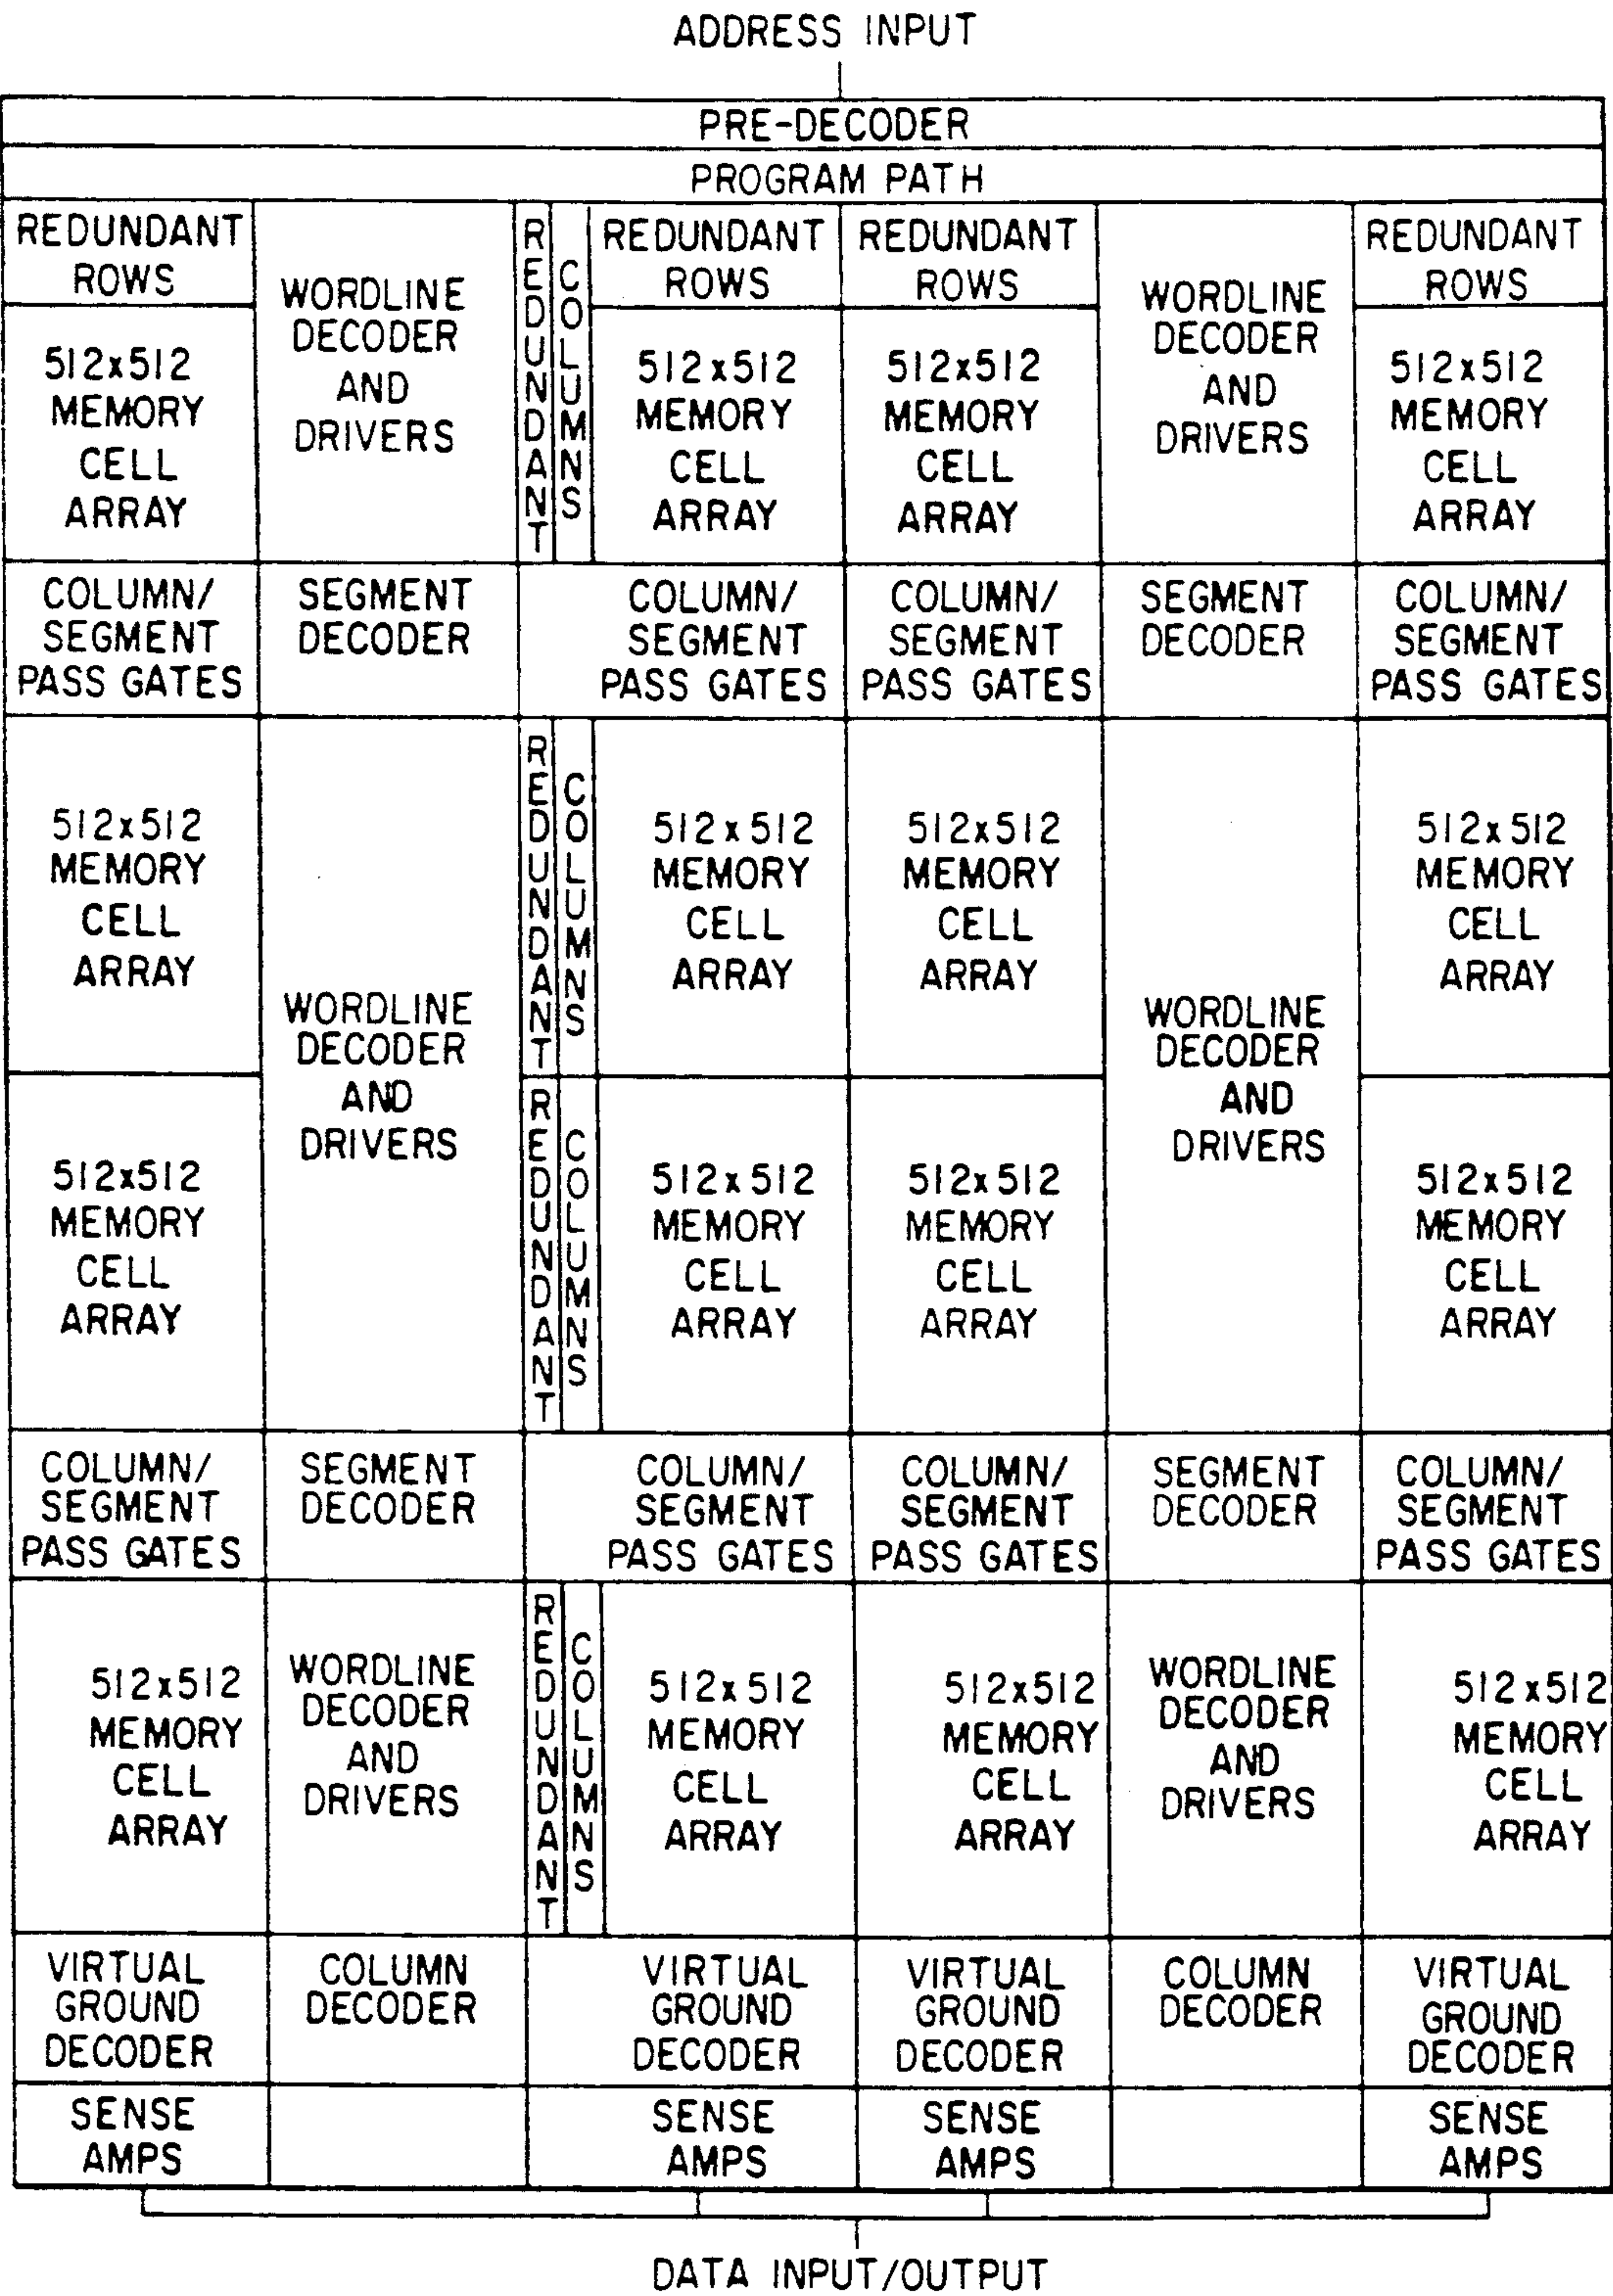 ADDRESS INPUT
PRE-DECODER
PROGRAM PATH
REDUNDANT
ROWS
WORDLINE
DECODER
AND
DRIVERS
REDUNDANT
COLUMNS
REDUNDANT
ROWS
REDUNDANT
ROWS
WORDLINE
DECODER
AND
DRIVERS
REDUNDANT
ROWS
512x512
MEMORY
CELL
ARRAY
512x512
MEMORY
CELL
ARRAY
512x512
MEMORY
CELL
ARRAY
512x512
MEMORY
CELL
ARRAY
COLUMN/
SEGMENT
PASS GATES
SEGMENT
DECODER
COLUMN/
SEGMENT
PASS GATES
COLUMN/
SEGMENT
PASS GATES
SEGMENT
DECODER
COLUMN/
SEGMENT
PASS GATES
512x512
MEMORY
CELL
ARRAY
WORDLINE
DECODER
AND
DRIVERS
REDUNDANT
COLUMNS
512x512
MEMORY
CELL
ARRAY
512x512
MEMORY
CELL
ARRAY
WORDLINE
DECODER
AND
DRIVERS
512x512
MEMORY
CELL
ARRAY
512x512
MEMORY
CELL
ARRAY
REDUNDANT
COLUMNS
512x512
MEMORY
CELL
ARRAY
512x512
MEMORY
CELL
ARRAY
512x512
MEMORY
CELL
ARRAY
COLUMN/
SEGMENT
PASS GATES
SEGMENT
DECODER
COLUMN/
SEGMENT
PASS GATES
COLUMN/
SEGMENT
PASS GATES
SEGMENT
DECODER
COLUMN/
SEGMENT
PASS GATES
512x512
MEMORY
CELL
ARRAY
WORDLINE
DECODER
AND
DRIVERS
REDUNDANT
COLUMNS
512x512
MEMORY
CELL
ARRAY
512x512
MEMORY
CELL
ARRAY
WORDLINE
DECODER
AND
DRIVERS
512x512
MEMORY
CELL
ARRAY
VIRTUAL
GROUND
DECODER
COLUMN
DECODER
VIRTUAL
GROUND
DECODER
VIRTUAL
GROUND
DECODER
COLUMN
DECODER
VIRTUAL
GROUND
DECODER
SENSE
AMPS
SENSE
AMPS
SENSE
AMPS
SENSE
AMPS
DATA INPUT/OUTPUT